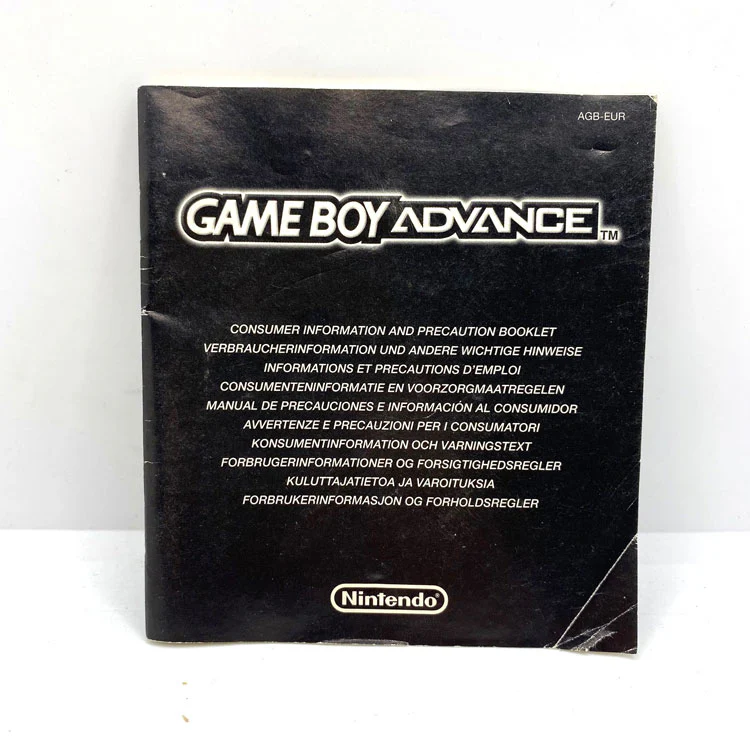 AGB-EUR
GAME BOY ADVANCE TM
CONSUMER INFORMATION AND PRECAUTION BOOKLET
VERBRAUCHERINFORMATION UND ANDERE WICHTIGE HINWEISE
INFORMATIONS ET PRECAUTIONS D'EMPLOI
CONSUMENTENINFORMATIE EN VOORZORGMAATREGELEN
MANUAL DE PRECAUCIONES E INFORMACIÓN AL CONSUMIDOR
AVVERTENZE E PRECAUZIONI PER I CONSUMATORI
KONSUMENTINFORMATION OCH VARNINGSTEXT
FORBRUGERINFORMATIONER OG FORSIGTIGHEDSREGLER
KULUTTAJATIETOA JA VAROITUKSIA
FORBRUKERINFORMASJON OG FORHOLDSREGLER
Nintendo®